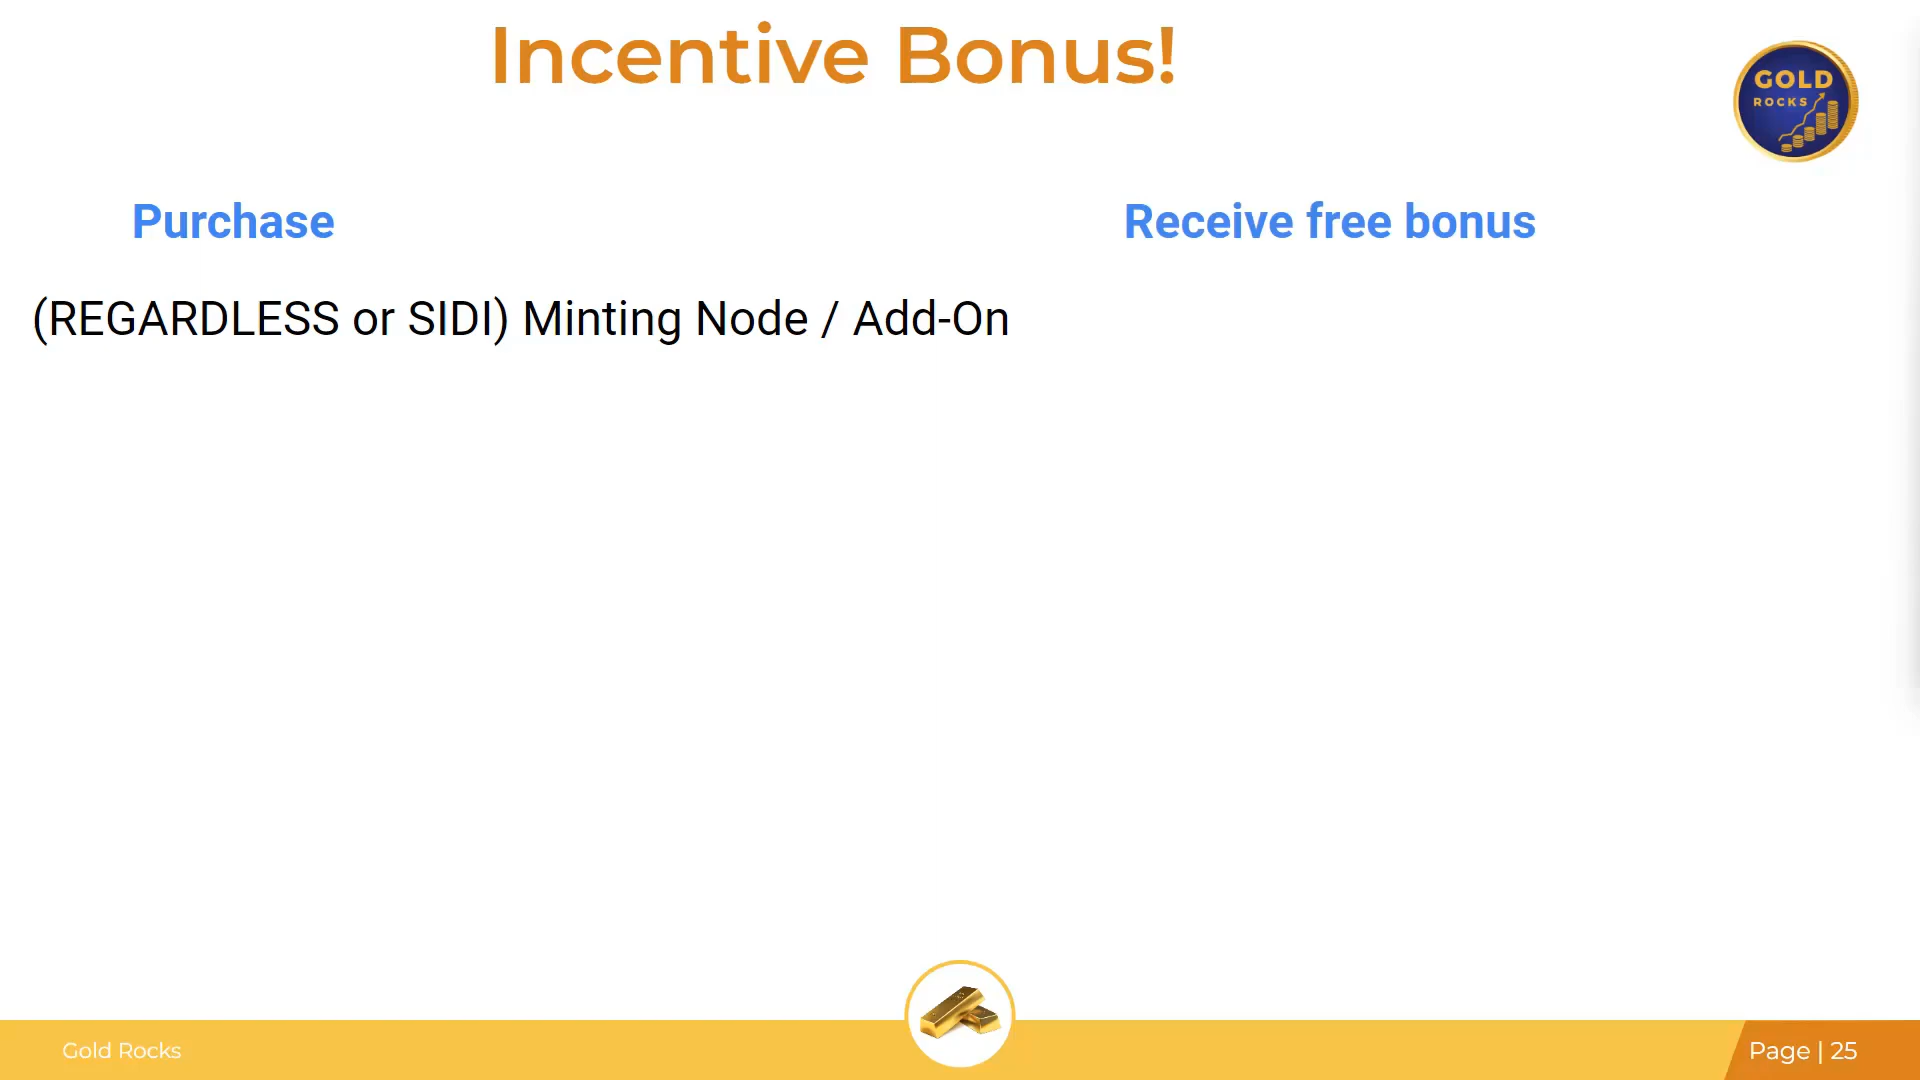 Incentive Bonus!
GOLD
ROCKS
Purchase
Receive free bonus
(REGARDLESS or SIDI) Minting Node / Add-On
Gold Rocks
Page | 25